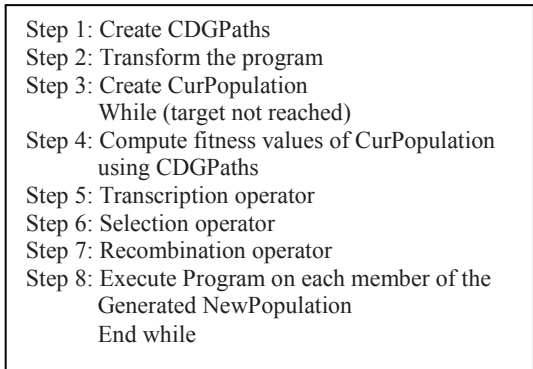 Step 1: Create CDGPaths
Step 2: Transform the program
Step 3: Create CurPopulation
While (target not reached)
Step 4: Compute fitness values of CurPopulation
using CDGPaths
Step 5: Transcription operator
Step 6: Selection operator
Step 7: Recombination operator
Step 8: Execute Program on each member of the
Generated NewPopulation
End while